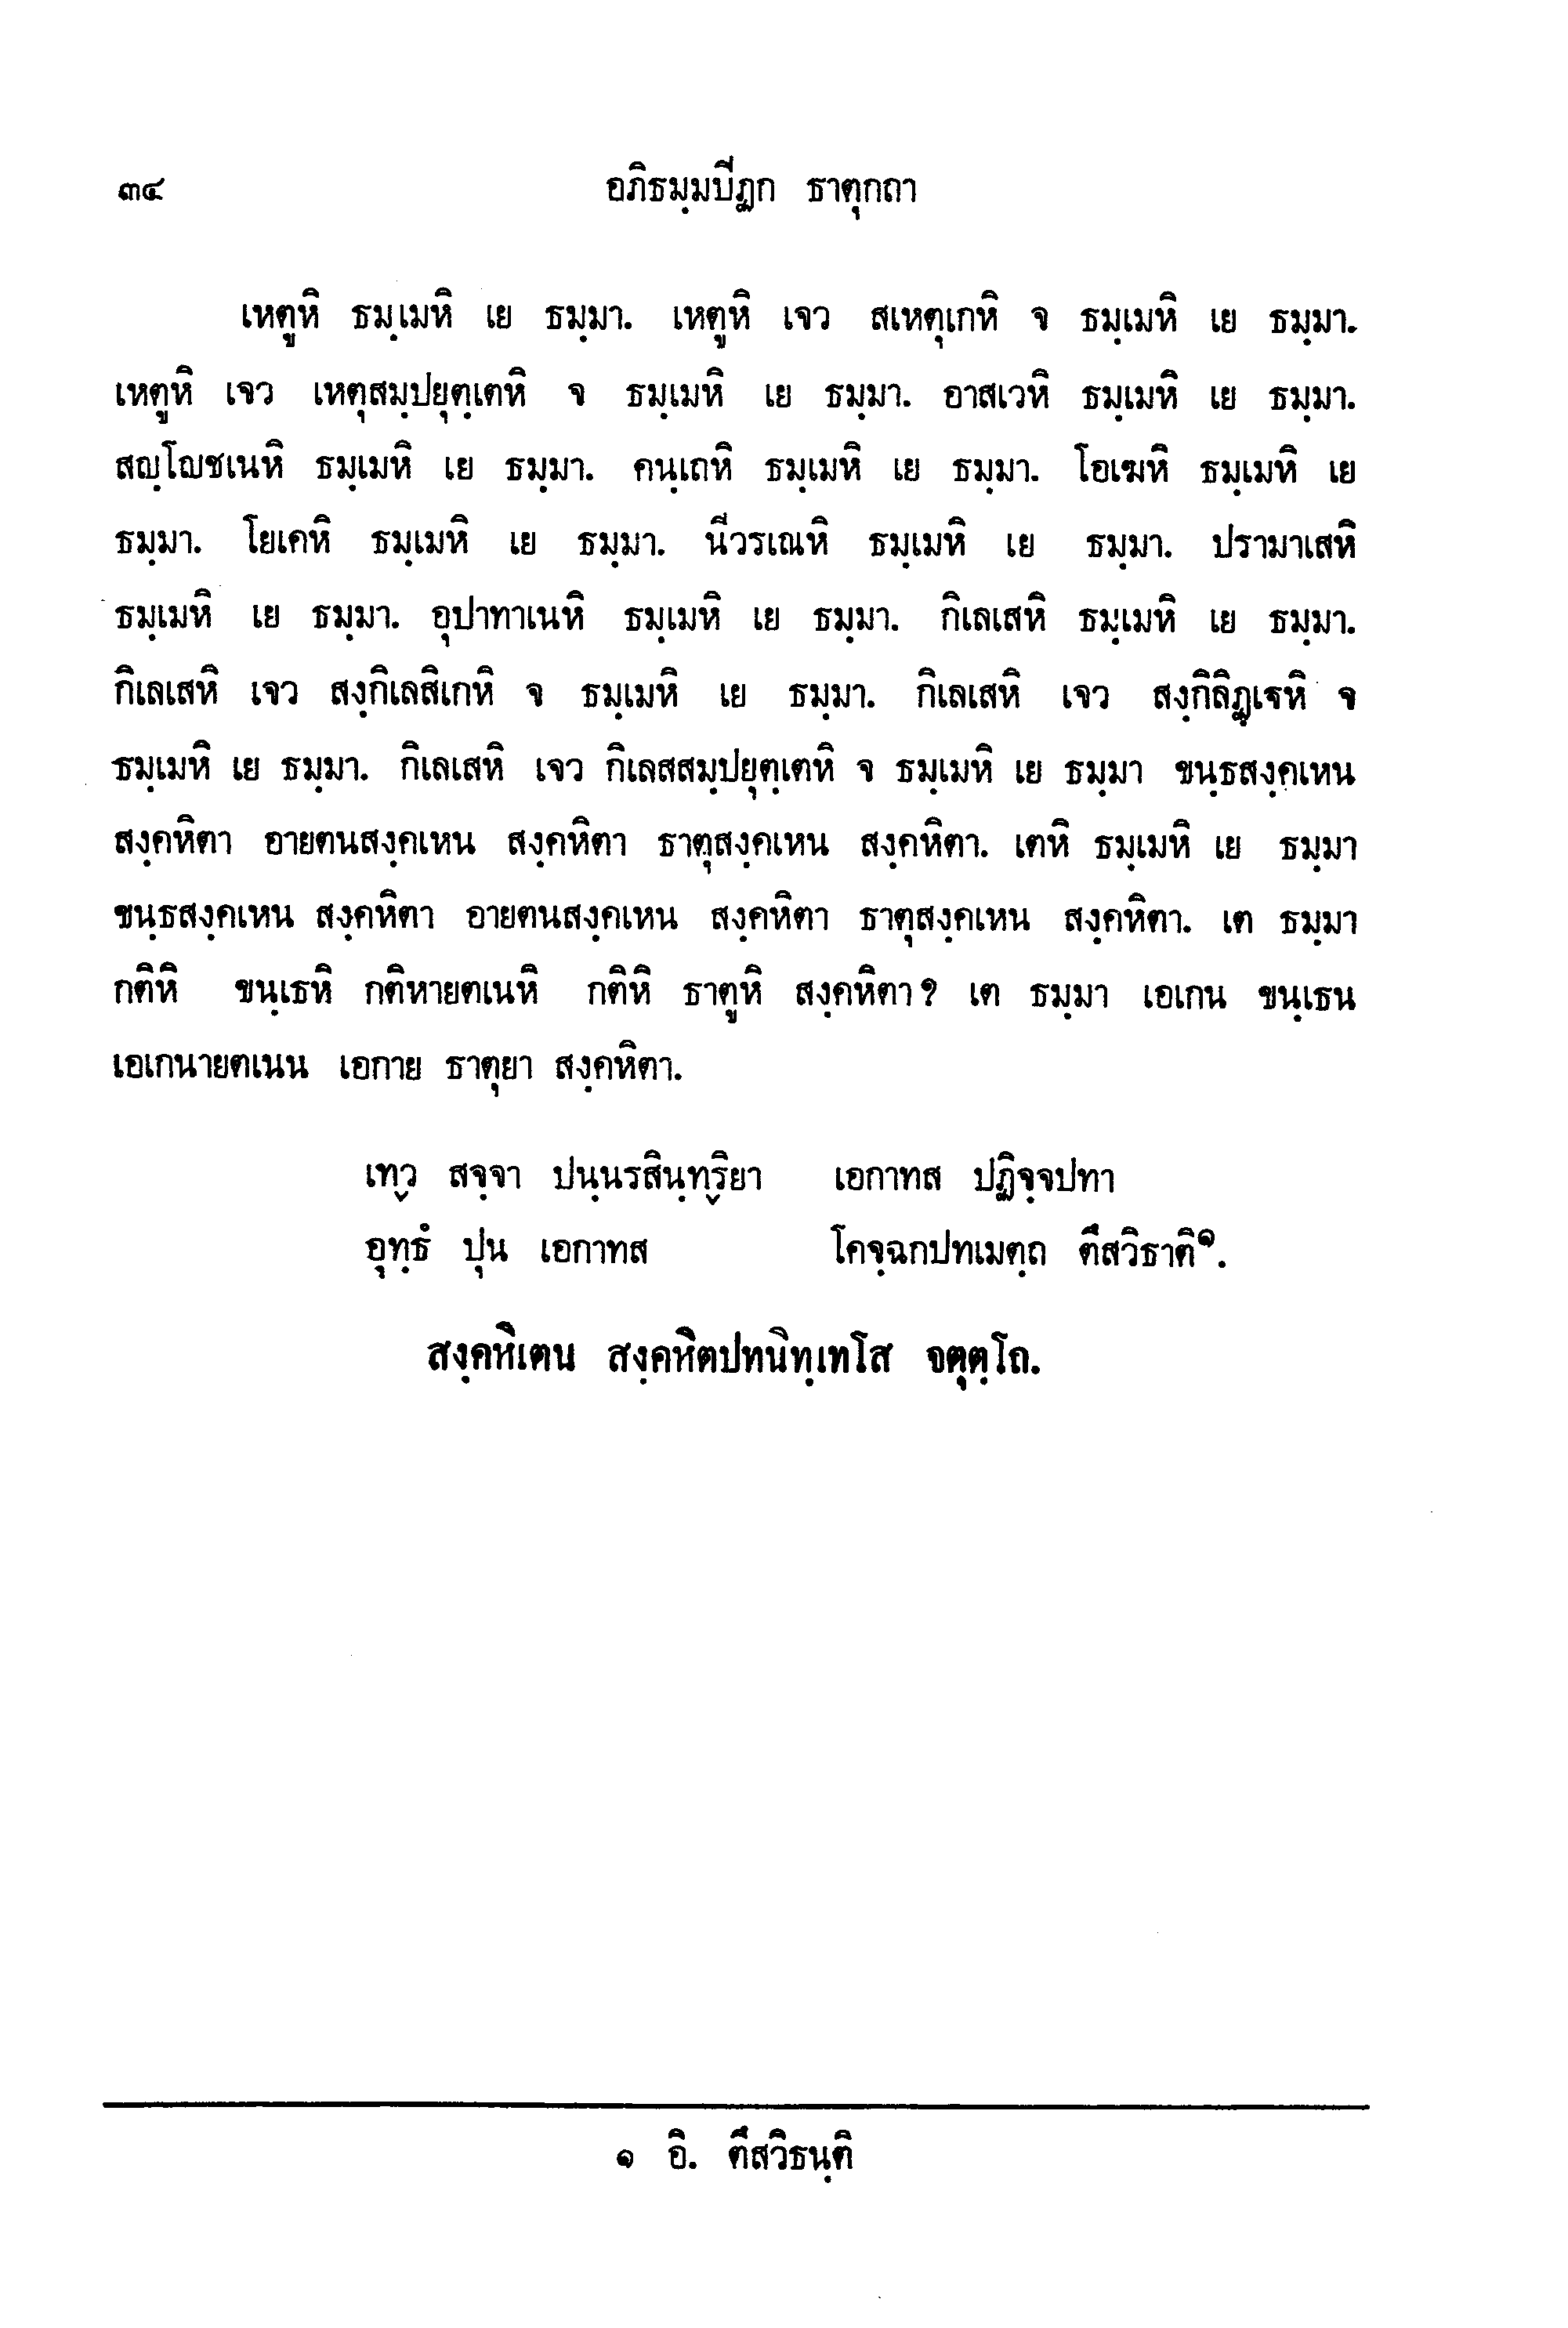 ๓๔ อภิธมฺมปีฏก ธาตุกถา
เหตูหิ ธมฺเมหิ เย ธมฺมา. เหตูหิ เจว สเหตุเกหิ จ ธมฺเมหิ เย ธมฺมา.
เหตูหิ เจว เหตุสมฺปยุตฺเตหิ จ ธมฺเมหิ เย ธมฺมา. อาสเวหิ ธมฺเมหิ เย ธมฺมา.
สญฺโญชเนหิ ธมฺเมหิ เย ธมฺมา. คนฺเถหิ ธมฺเมหิ เย ธมฺมา. โอเฆหิ ธมฺเมหิ เย
ธมฺมา. โยเคหิ ธมฺเมหิ เย ธมฺมา. นีวรเณหิ ธมฺเมหิ เย ธมฺมา. ปรามาเสหิ
ธมฺเมหิ เย ธมฺมา. อุปาทาเนหิ ธมฺเมหิ เย ธมฺมา. กิเลเสหิ ธมฺเมหิ เย ธมฺมา.
กิเลเสหิ เจว สงฺกิเลสิเกหิ จ ธมฺเมหิ เย ธมฺมา. กิเลเสหิ เจว สงฺกิลิฏฺเฐหิ จ
ธมฺเมหิ เย ธมฺมา. กิเลเสหิ เจว กิเลสสมฺปยุตฺเตหิ จ ธมฺเมหิ เย ธมฺมา ขนฺธสงฺคเหน
สงฺคหิตา อายตนสงฺคเหน สงฺคหิตา ธาตุสงฺคเหน สงฺคหิตา. เตหิ ธมฺเมหิ เย ธมฺมา
ขนฺธสงฺคเหน สงฺคหิตา อายตนสงฺคเหน สงฺคหิตา ธาตุสงฺคเหน สงฺคหิตา. เต ธมฺมา
กติหิ ขนฺเธหิ กติหายตเนหิ กติหิ ธาตูหิ สงฺคหิตา? เต ธมฺมา เอเกน ขนฺเธน
เอเกนายตเนน เอกาย ธาตุยา สงฺคหิตา.
เทฺว สจฺจา ปนฺนรสินฺทฺริยา เอกาทส ปฏิจฺจปทา
อุทฺธํ ปุน เอกาทส โคจฺฉกปทเมตฺถ ตึสวิธาติ๑.
สงฺคหิเตน สงฺคหิตปทนิทฺเทโส จตุตฺโถ.
๑ อิ. ตึสวิธนฺติ